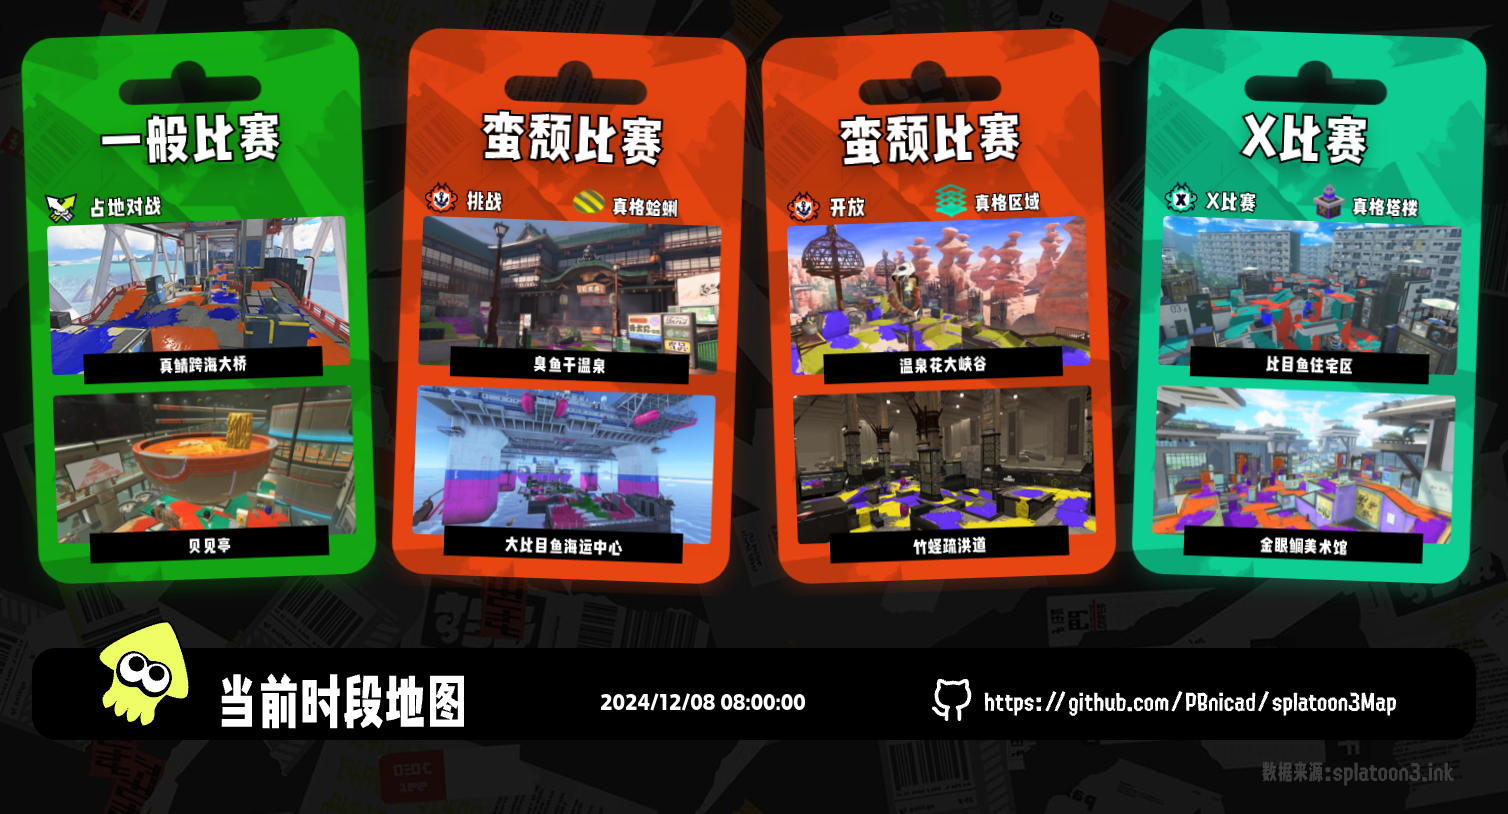 一般比赛
占地对战
真鲭跨海大桥
贝见亭
蛮颓比赛
挑战
真格蛤蜊
臭鱼干温泉
大比目鱼海运中心
蛮颓比赛
开放
真格区域
温泉花大峡谷
竹蛏疏洪道
X比赛
X比赛
真格塔楼
比目鱼住宅区
金眼鲷美术馆
当前时段地图
2024/12/08 08:00:00
https://github.com/PBnicad/splatoon3Map
数据来源:splatoon3.ink